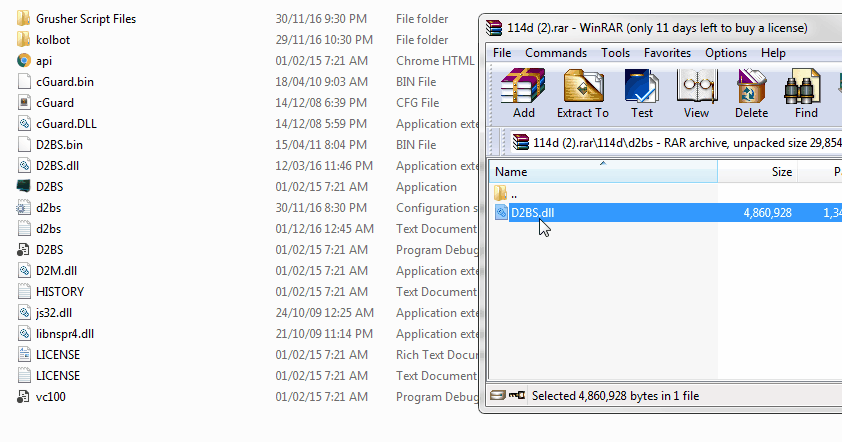 Grusher Script Files 30/11/16 9:30 PM File folder
kolbot 29/11/16 10:30 PM File folder
api 01/02/15 7:21 AM Chrome HTML
cGuard.bin 18/04/10 9:03 AM BIN File
cGuard 14/12/08 6:39 PM CFG File
cGuard.DLL 14/12/08 5:59 PM Application exte
D2BS.bin 15/04/11 8:04 PM BIN File
D2BS.dll 12/03/16 11:46 PM Application exte
D2BS 01/02/15 7:21 AM Application
d2bs 30/11/16 8:30 PM Configuration s
d2bs 01/12/16 12:45 AM Text Document
D2BS 01/02/15 7:21 AM Program Debug
D2M.dll 01/02/15 7:21 AM Application exte
HISTORY 01/02/15 7:21 AM Text Document
js32.dll 24/10/09 12:25 AM Application exte
libnspr4.dll 21/10/09 11:14 PM Application exte
LICENSE 01/02/15 7:21 AM Rich Text Docu
LICENSE 01/02/15 7:21 AM Text Document
vc100 01/02/15 7:21 AM Program Debug
114d (2).rar - WinRAR (only 11 days left to buy a license)
File Commands Tools Favorites Options Help
Add Extract To Test View Delete Find
114d (2).rar\114d\d2bs - RAR archive, unpacked size 29,854
Name Size Pa
..
D2BS.dll 4,860,928 1,34
Selected 4,860,928 bytes in 1 file